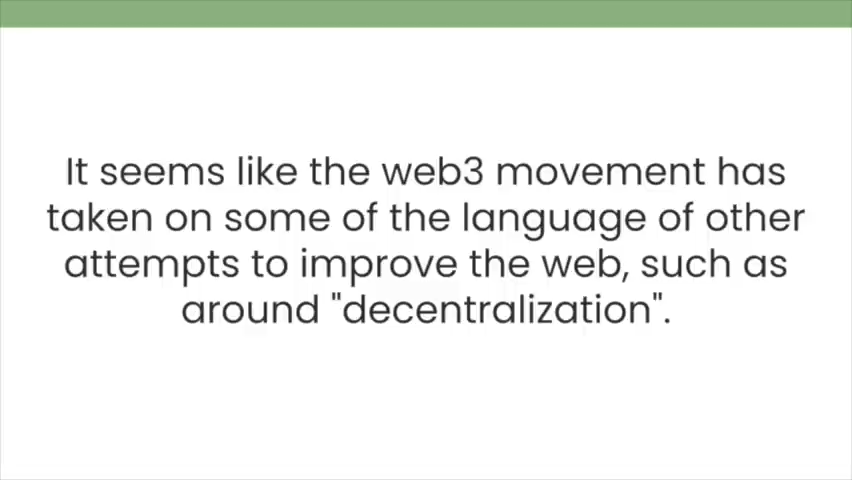 It seems like the web3 movement has
taken on some of the language of other
attempts to improve the web, such as
around "decentralization".